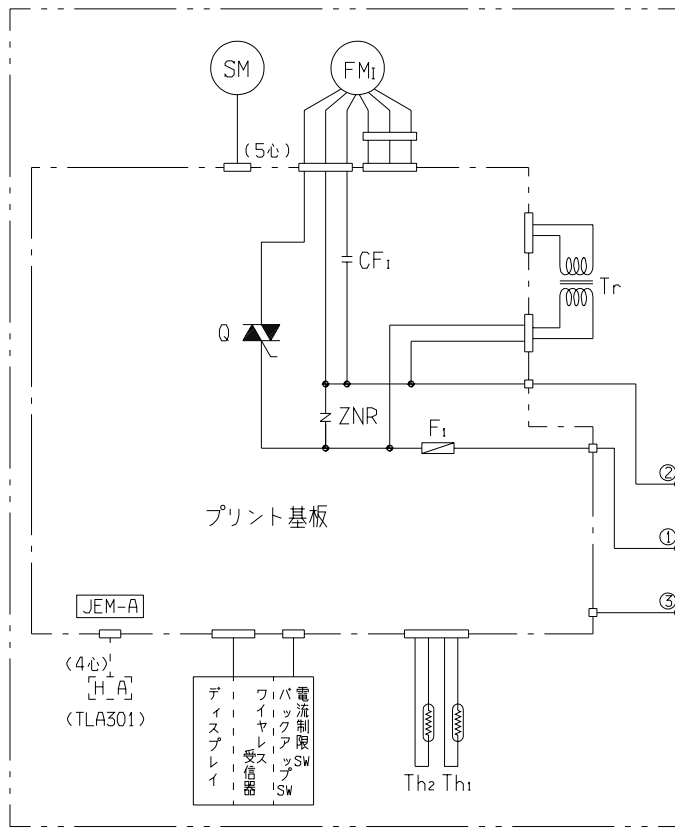 SM
FMI
(5心)
CFI
Tr
Q
ZNR
F1
②
プリント基板
①
③
JEM-A
(4心)
H A
(TLA301)
ディスプレイ
ワイヤレス
受信器
バックアップSW
電流制限SW
Th2 Th1